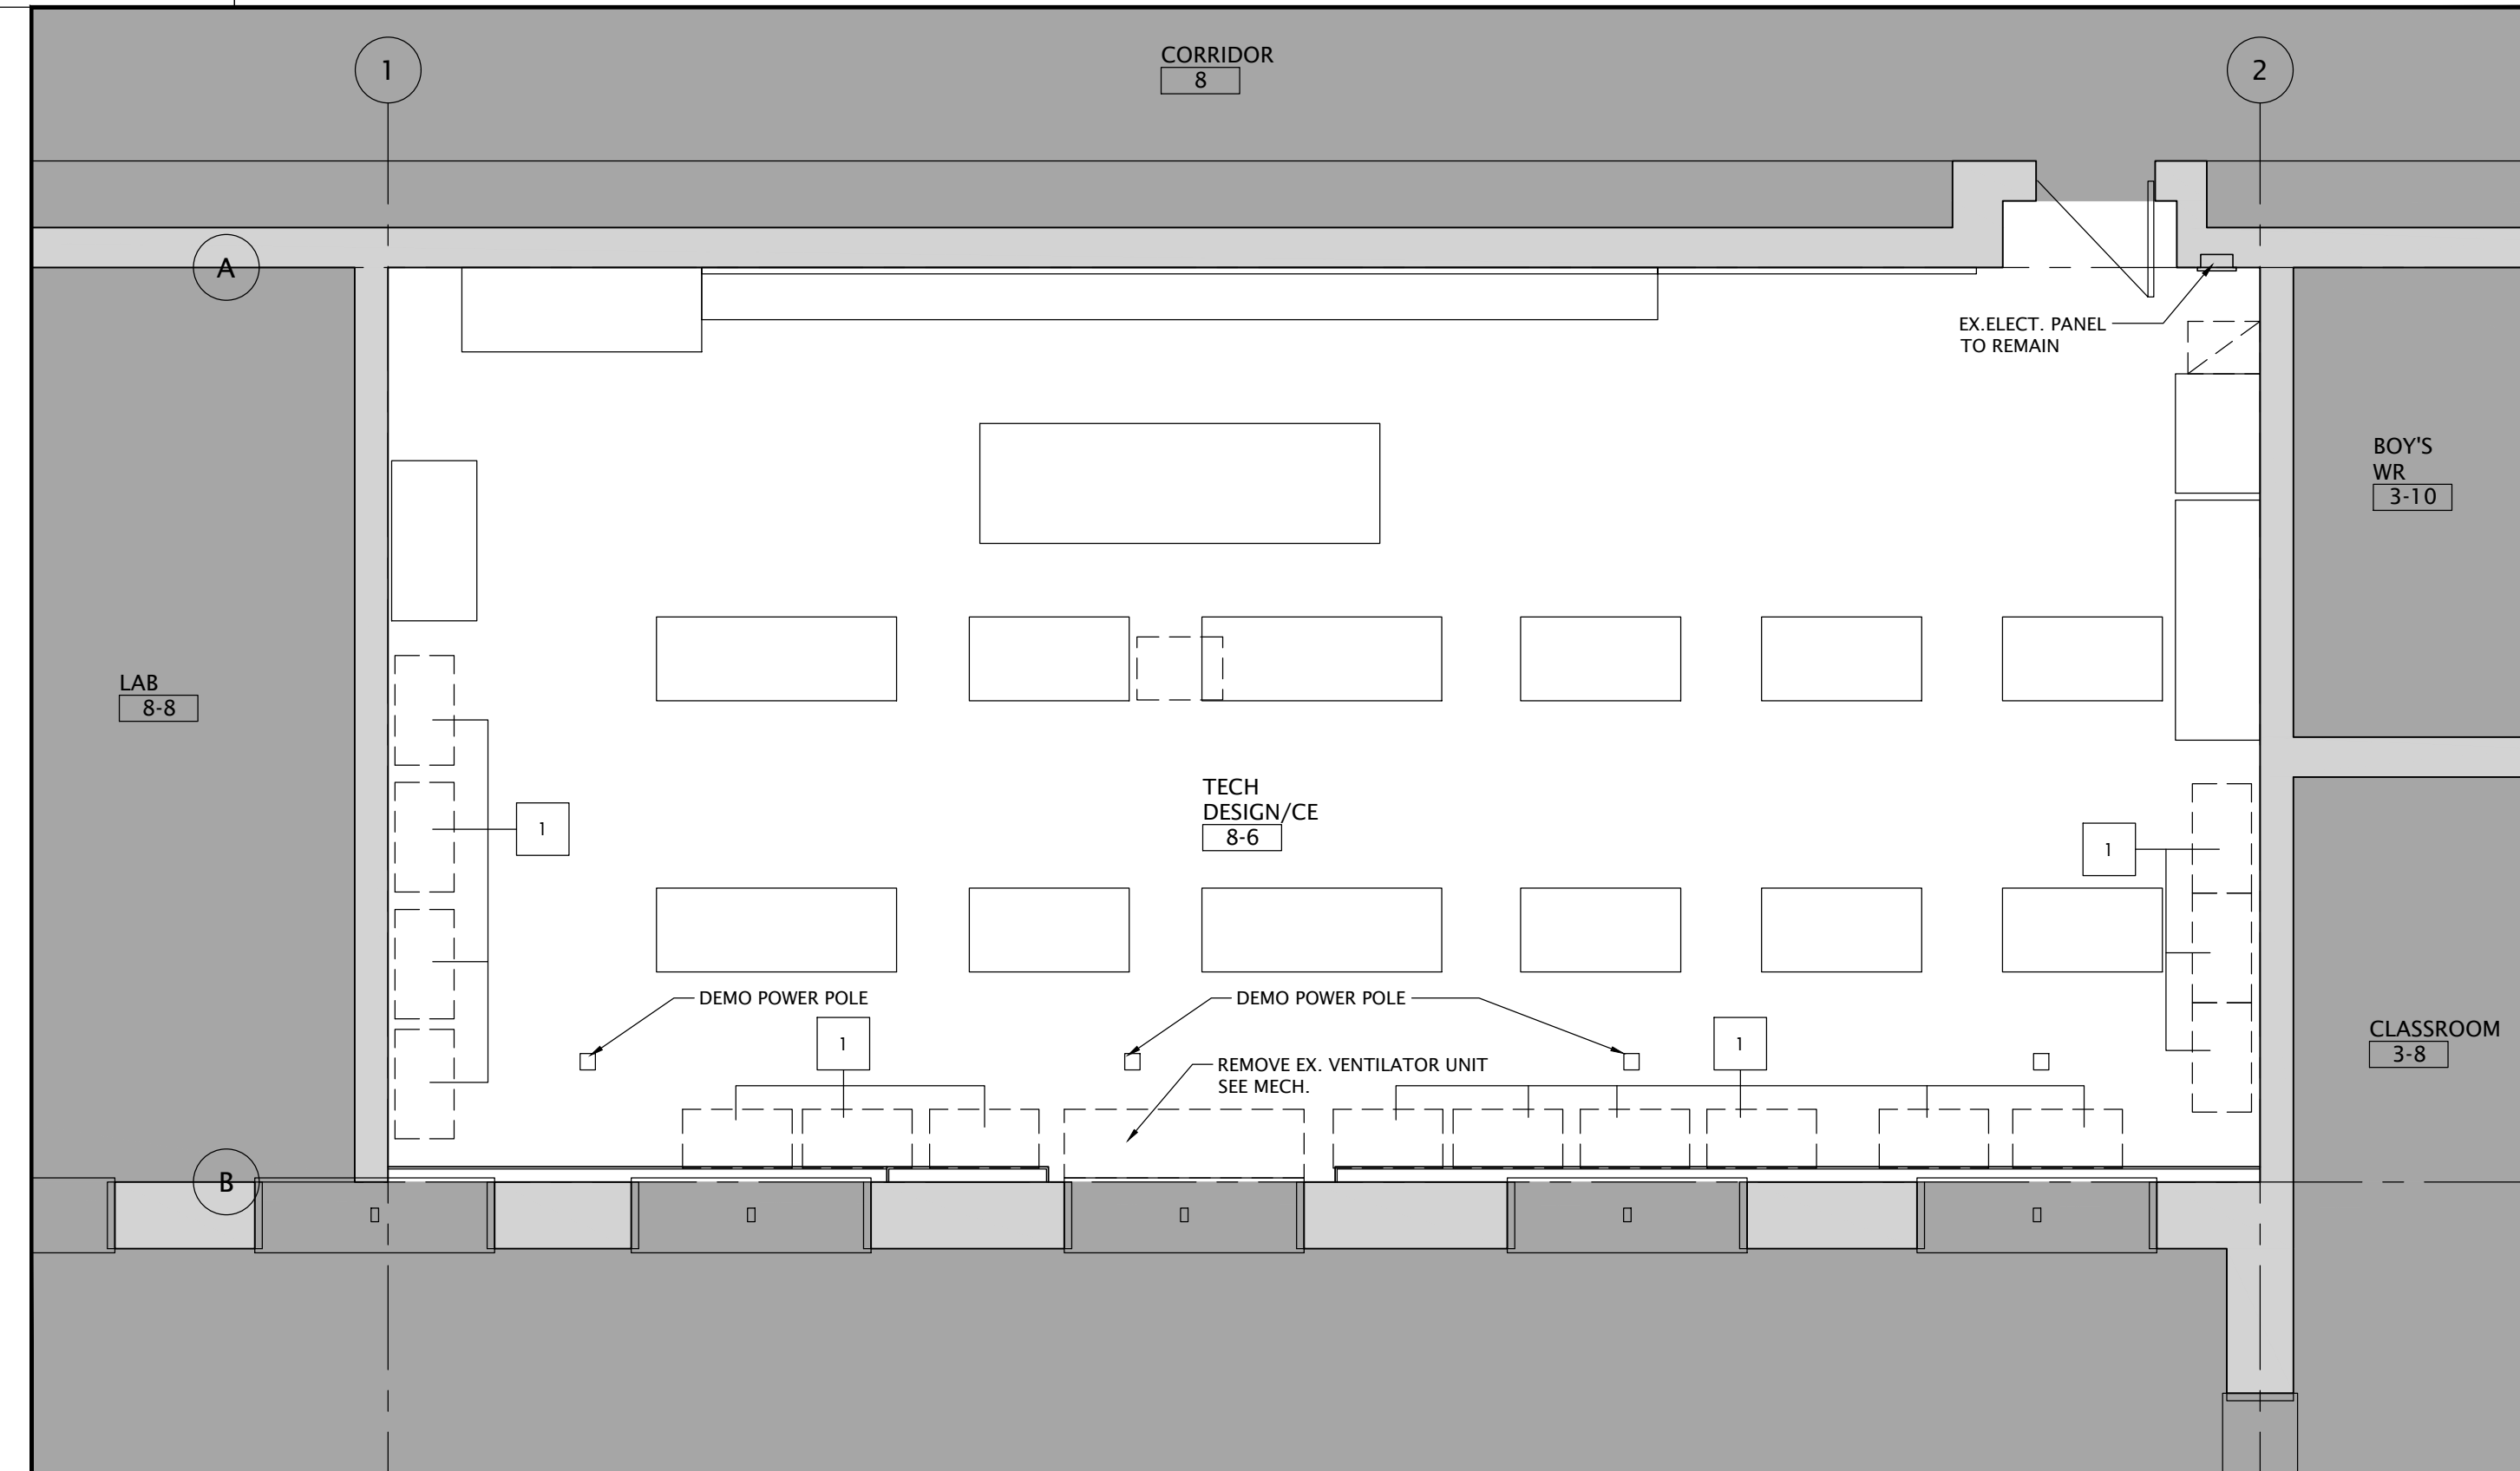 CORRIDOR
8
1
2
A
EX.ELECT. PANEL
TO REMAIN
BOY'S
WR
3-10
LAB
8-8
TECH
DESIGN/CE
8-6
1
1
DEMO POWER POLE
DEMO POWER POLE
1
1
REMOVE EX. VENTILATOR UNIT
SEE MECH.
CLASSROOM
3-8
B